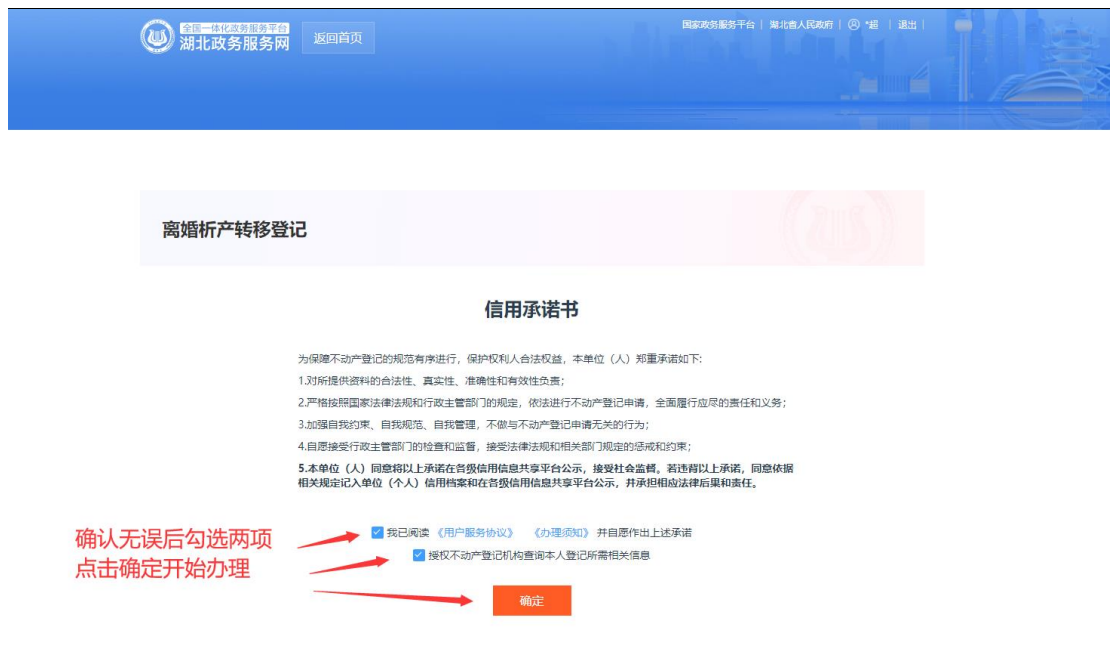 全国一体化政务服务平台
湖北政务服务网
返回首页
国家政务服务平台 | 湖北省人民政府 | *超 | 退出 |
离婚析产转移登记
信用承诺书
为保障不动产登记的规范有序进行，保护权利人合法权益，本单位（人）郑重承诺如下：
1.对所提供资料的合法性、真实性、准确性和有效性负责；
2.严格按照国家法律法规和行政主管部门的规定，依法进行不动产登记申请，全面履行应尽的责任和义务；
3.加强自我约束、自我规范、自我管理，不做与不动产登记申请无关的行为；
4.自愿接受行政主管部门的检查和监督，接受法律法规和相关部门规定的惩戒和约束；
5.本单位（人）同意将以上承诺在各级信用信息共享平台公示，接受社会监督。若违背以上承诺，同意依据
相关规定记入单位（个人）信用档案和在各级信用信息共享平台公示，并承担相应法律后果和责任。
确认无误后勾选两项
点击确定开始办理
我已阅读《用户服务协议》 《办理须知》 并自愿作出上述承诺
授权不动产登记机构查询本人登记所需相关信息
确定